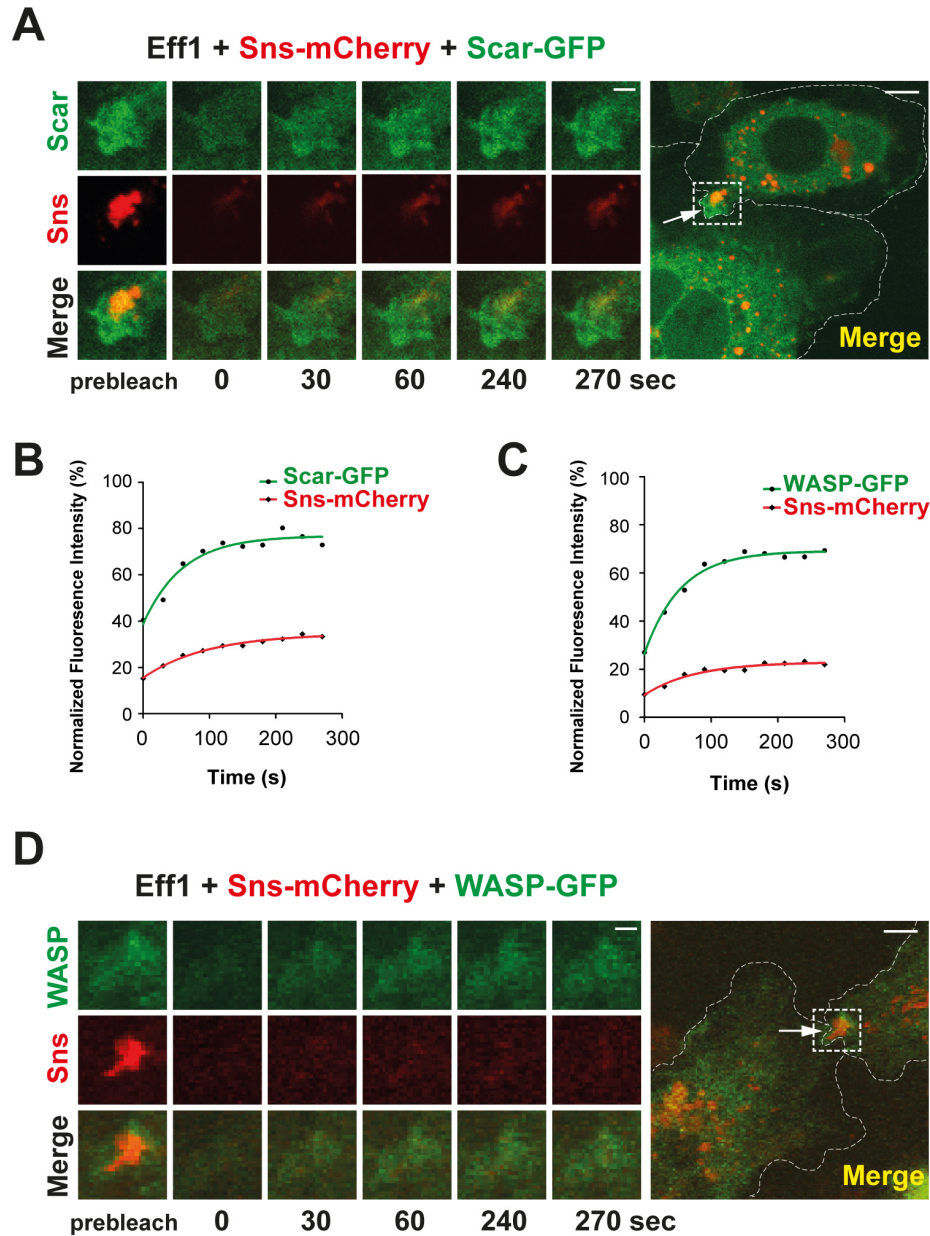 A
Eff1 + Sns-mCherry + Scar-GFP
Scar
Sns
Merge
prebleach 0 30 60 240 270 sec
Merge
B
Normalized Fluoresence Intensity (%)
100
80
60
40
20
0
0 100 200 300
Time (s)
Scar-GFP
Sns-mCherry
C
Normalized Fluoresence Intensity (%)
100
80
60
40
20
0
0 100 200 300
Time (s)
WASP-GFP
Sns-mCherry
D
Eff1 + Sns-mCherry + WASP-GFP
WASP
Sns
Merge
prebleach 0 30 60 240 270 sec
Merge